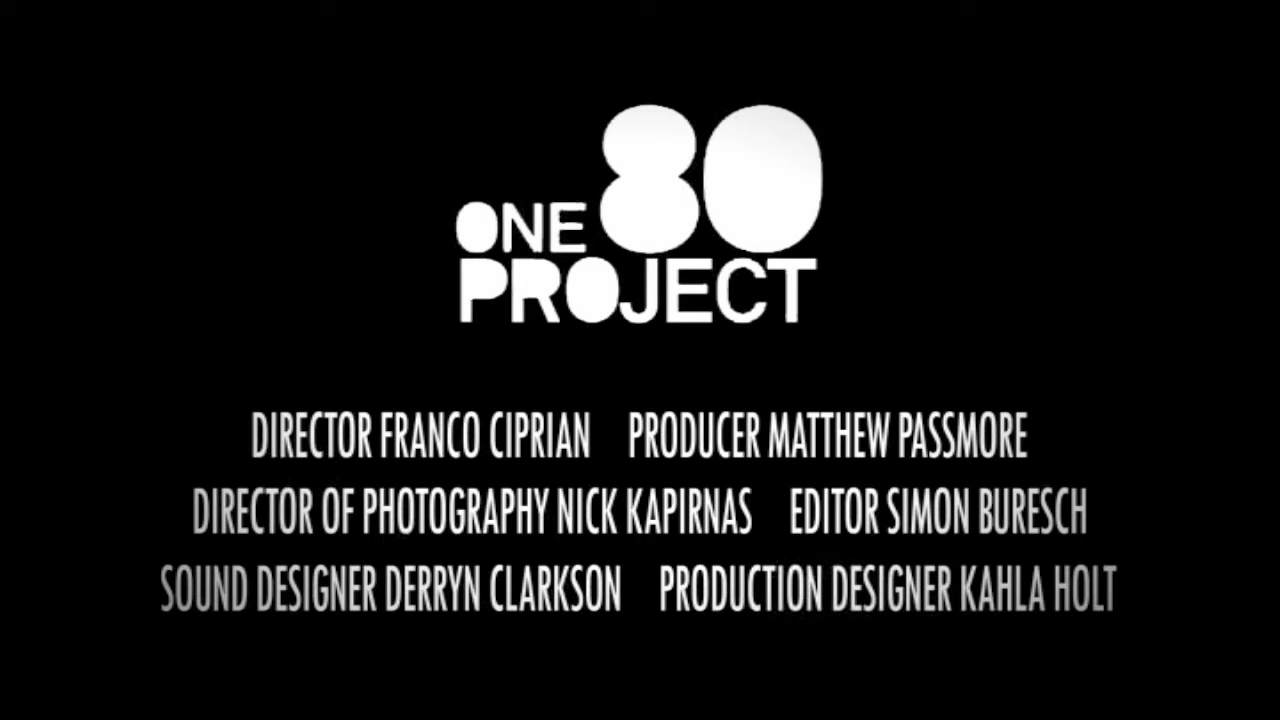 ONE 80
PROJECT
DIRECTOR FRANCO CIPRIAN PRODUCER MATTHEW PASSMORE
DIRECTOR OF PHOTOGRAPHY NICK KAPIRNAS EDITOR SIMON BURESCH
SOUND DESIGNER DERRYN CLARKSON PRODUCTION DESIGNER KAHLA HOLT